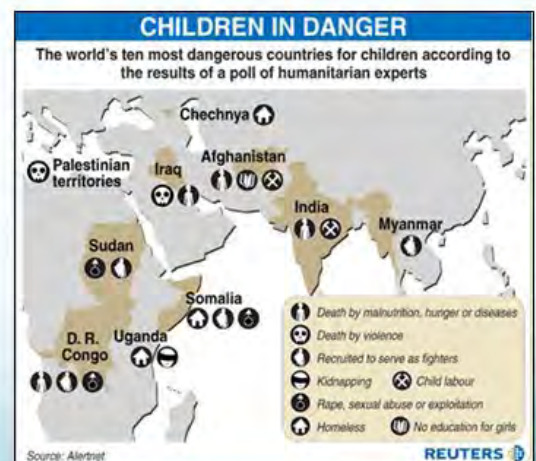 CHILDREN IN DANGER
The world's ten most dangerous countries for children according to
the results of a poll of humanitarian experts
Chechnya
Palestinian
territories
Iraq
Afghanistan
India
Myanmar
Sudan
Somalia
D. R.
Congo
Uganda
Death by malnutrition, hunger or diseases
Death by violence
Recruited to serve as fighters
Kidnapping
Child labour
Rape, sexual abuse or exploitation
Homeless
No education for girls
Source: Alertnet
REUTERS